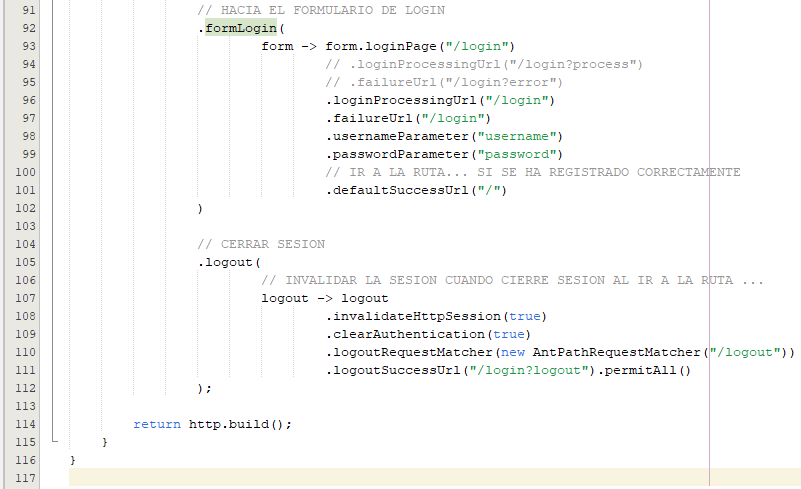 91 // HACIA EL FORMULARIO DE LOGIN
92 .formLogin(
93 form -> form.loginPage("/login")
94 // .loginProcessingUrl("/login?process")
95 // .failureUrl("/login?error")
96 .loginProcessingUrl("/login")
97 .failureUrl("/login")
98 .usernameParameter("username")
99 .passwordParameter("password")
100 // IR A LA RUTA... SI SE HA REGISTRADO CORRECTAMENTE
101 .defaultSuccessUrl("/")
102 )
103
104 // CERRAR SESION
105 .logout(
106 // INVALIDAR LA SESION CUANDO CIERRE SESION AL IR A LA RUTA ...
107 logout -> logout
108 .invalidateHttpSession(true)
109 .clearAuthentication(true)
110 .logoutRequestMatcher(new AntPathRequestMatcher("/logout"))
111 .logoutSuccessUrl("/login?logout").permitAll()
112 );
113
114 return http.build();
115 }
116 }
117